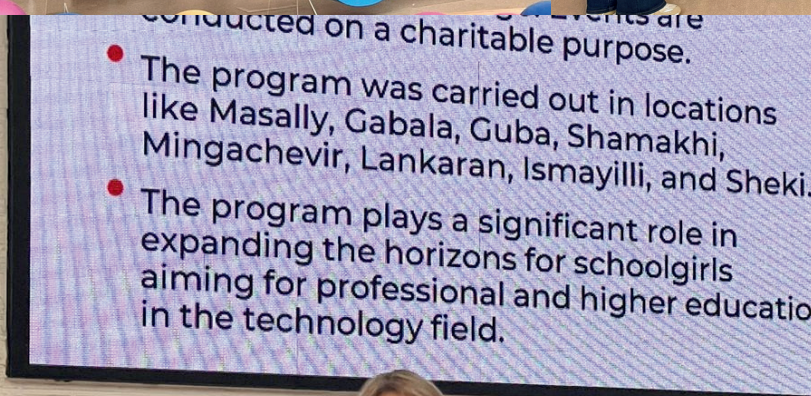 Events are
conducted on a charitable purpose.
The program was carried out in locations
like Masally, Gabala, Guba, Shamakhi,
Mingachevir, Lankaran, Ismayilli, and Sheki.
The program plays a significant role in
expanding the horizons for schoolgirls
aiming for professional and higher educatio
in the technology field.